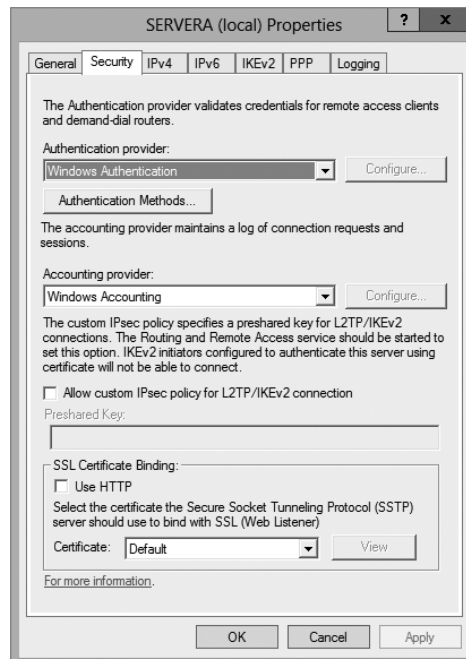 SERVERA (local) Properties
? x
General Security IPv4 IPv6 IKEv2 PPP Logging
The Authentication provider validates credentials for remote access clients
and demand-dial routers.
Authentication provider:
Windows Authentication
Configure...
Authentication Methods...
The accounting provider maintains a log of connection requests and
sessions.
Accounting provider:
Windows Accounting
Configure...
The custom IPsec policy specifies a preshared key for L2TP/IKEv2
connections. The Routing and Remote Access service should be started to
set this option. IKEv2 initiators configured to authenticate this server using
certificate will not be able to connect.
Allow custom IPsec policy for L2TP/IKEv2 connection
Preshared Key:
SSL Certificate Binding:
Use HTTP
Select the certificate the Secure Socket Tunneling Protocol (SSTP)
server should use to bind with SSL (Web Listener)
Certificate: Default View
For more information.
OK Cancel Apply